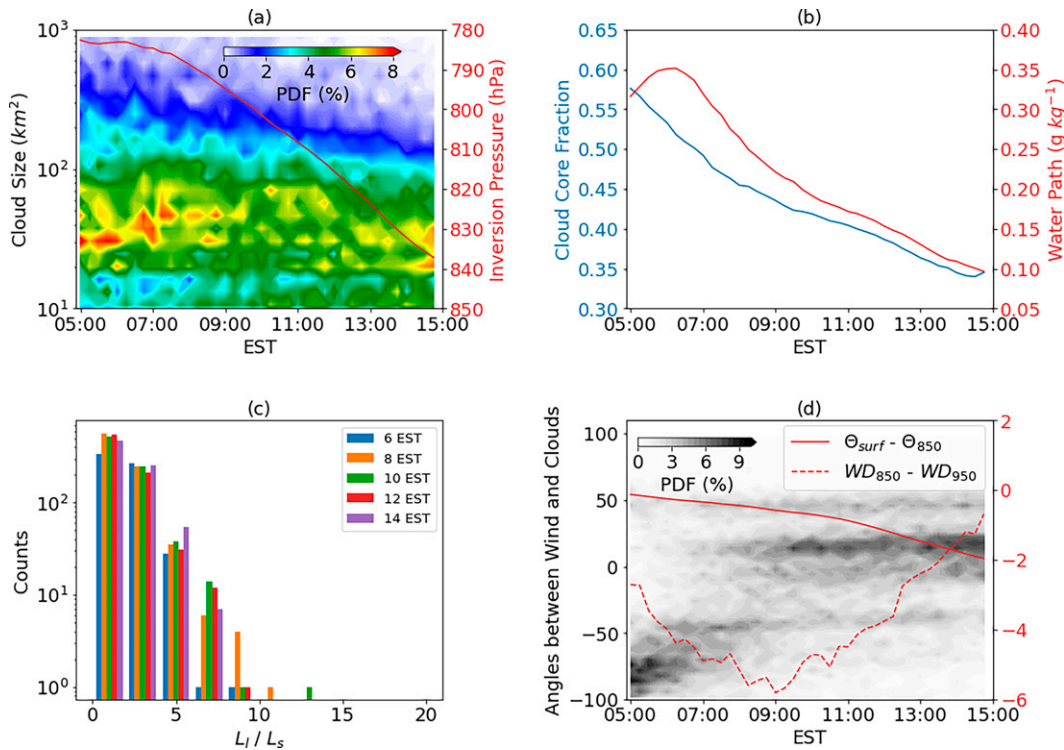 (a)
10³
10²
10¹
Cloud Size (km²)
0 2 4 6 8
PDF (%)
780
790
800
810
820
830
840
850
Inversion Pressure (hPa)
05:00 07:00 09:00 11:00 13:00 15:00
EST
(b)
0.65
0.60
0.55
0.50
0.45
0.40
0.35
0.30
Cloud Core Fraction
0.40
0.35
0.30
0.25
0.20
0.15
0.10
0.05
Water Path (g kg⁻¹)
05:00 07:00 09:00 11:00 13:00 15:00
EST
(c)
10²
10¹
10⁰
Counts
6 EST
8 EST
10 EST
12 EST
14 EST
0 5 10 15 20
L_l / L_s
(d)
100
50
0
−50
−100
Angles between Wind and Clouds
0 3 6 9
PDF (%)
Θ_surf - Θ_850
WD_850 - WD_950
2
0
−2
−4
−6
05:00 07:00 09:00 11:00 13:00 15:00
EST